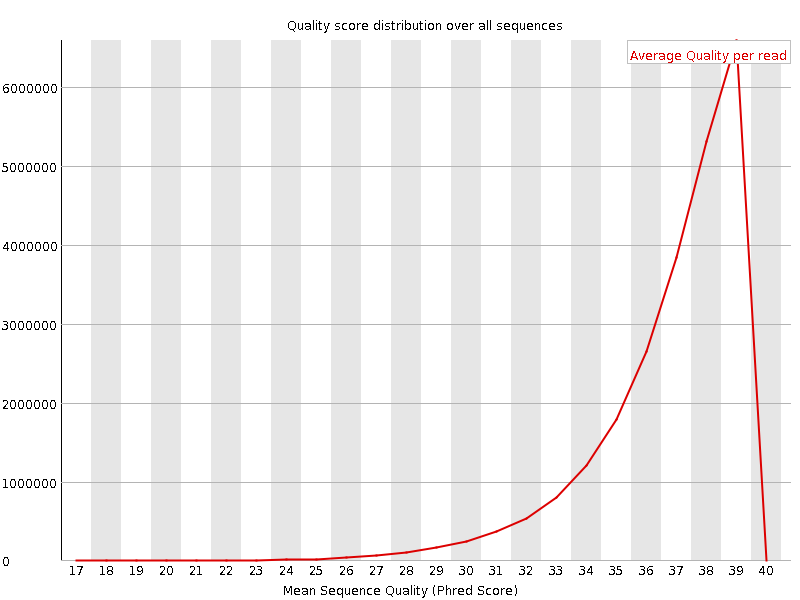 Quality score distribution over all sequences
Average Quality per read
6000000
5000000
4000000
3000000
2000000
1000000
0
17 18 19 20 21 22 23 24 25 26 27 28 29 30 31 32 33 34 35 36 37 38 39 40
Mean Sequence Quality (Phred Score)